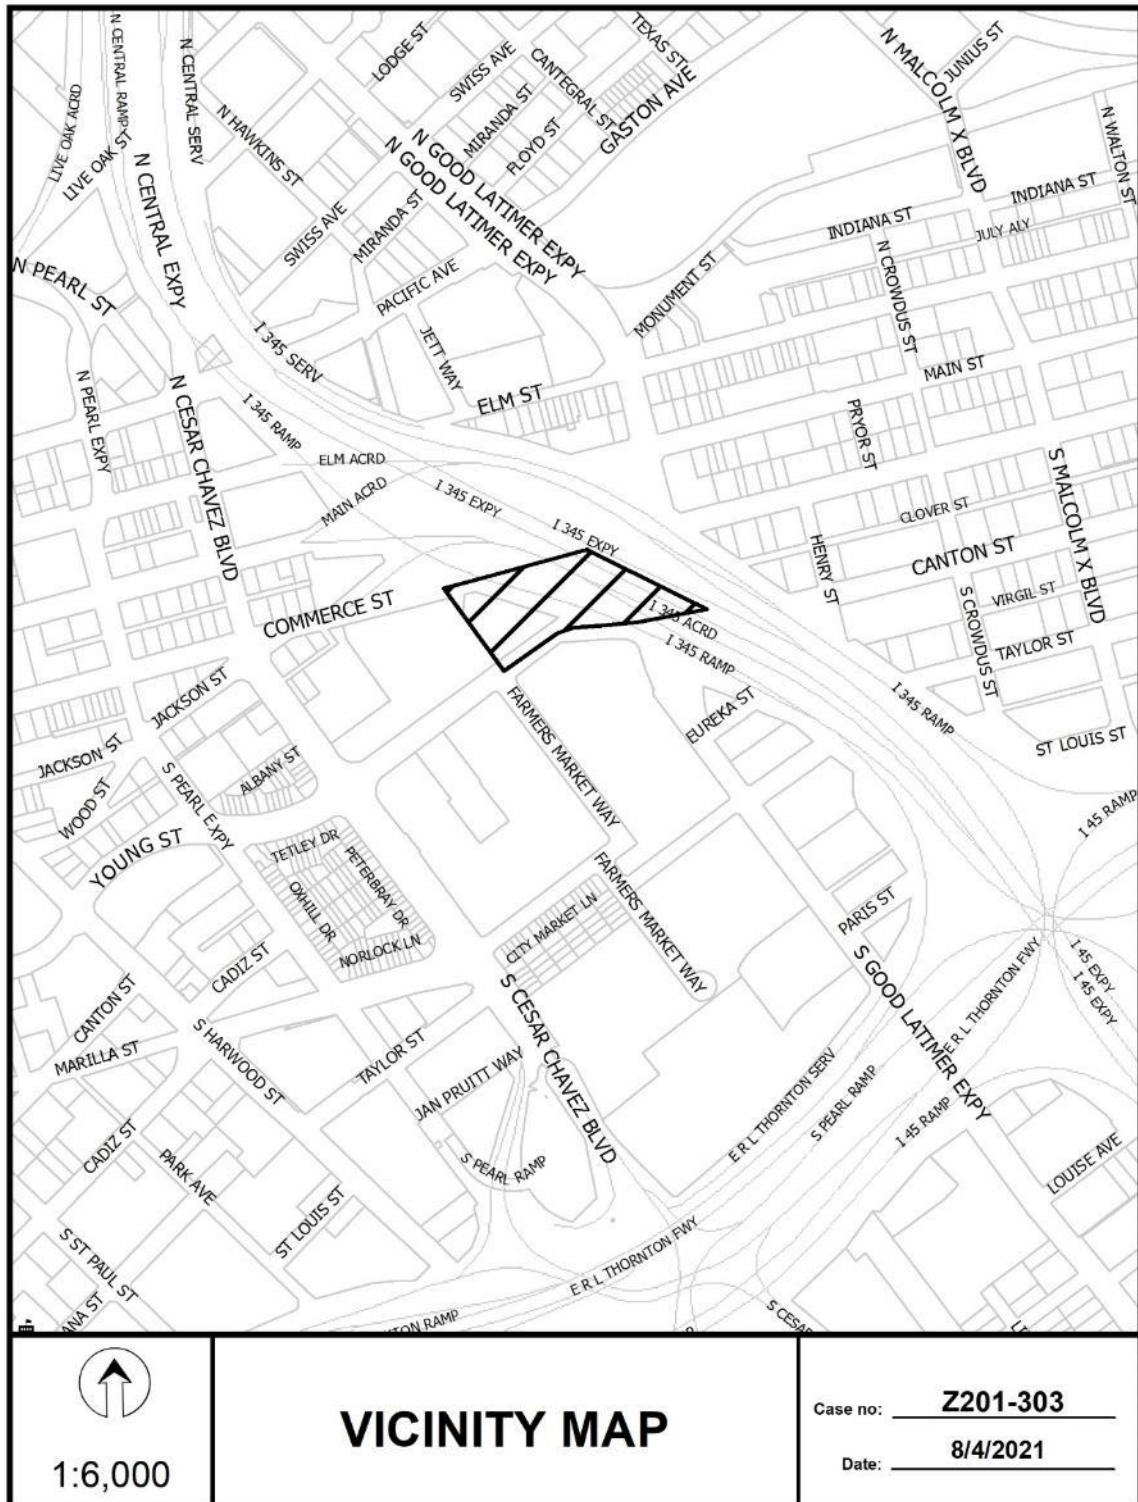 LODGE ST
TEXAS ST
N MALCOLM X BLVD
JUNIUS ST
N CENTRAL RAMP
N CENTRAL SERV
SWISS AVE
CANTEGRAL ST
GASTON AVE
LIVE OAK ACRD
LIVE OAK ST
N HAWKINS ST
MIRANDA ST
FLOYD ST
N WALTON ST
N CENTRAL EXPY
N GOOD LATIMER EXPY
N GOOD LATIMER EXPY
SWISS AVE
MIRANDA ST
INDIANA ST
INDIANA ST
JULY ALY
N PEARL ST
PACIFIC AVE
MONUMENT ST
N CROWDUS ST
I 345 SERV
JETT WAY
MAIN ST
N PEARL EXPY
N CESAR CHAVEZ BLVD
I 345 RAMP
ELM ST
PRYOR ST
S MALCOLM X BLVD
ELM ACRD
MAIN ACRD
I 345 EXPY
I 345 EXPY
CLOVER ST
HENRY ST
CANTON ST
COMMERCE ST
I 345 ACRD
I 345 RAMP
S CROWDUS ST
VIRGIL ST
TAYLOR ST
JACKSON ST
FARMERS MARKET WAY
EUREKA ST
I 345 RAMP
ST LOUIS ST
JACKSON ST
ALBANY ST
WOOD ST
S PEARL EXPY
I 45 RAMP
YOUNG ST
TETLEY DR
PETERBRAY DR
OXHILL DR
FARMERS MARKET WAY
CITY MARKET LN
PARIS ST
NORLOCK LN
CADIZ ST
S CESAR CHAVEZ BLVD
S GOOD LATIMER EXPY
E R L THORNTON FWY
I 45 EXPY
I 45 EXPY
CANTON ST
MARILLA ST
S HARWOOD ST
TAYLOR ST
JAN PRUITT WAY
E R L THORNTON SERV
S PEARL RAMP
I 45 RAMP
CADIZ ST
PARK AVE
S PEARL RAMP
LOUISE AVE
ST LOUIS ST
S ST PAUL ST
E R L THORNTON FWY
ANA ST
TON RAMP
S CESAR
1:6,000
VICINITY MAP
Case no: Z201-303
Date: 8/4/2021